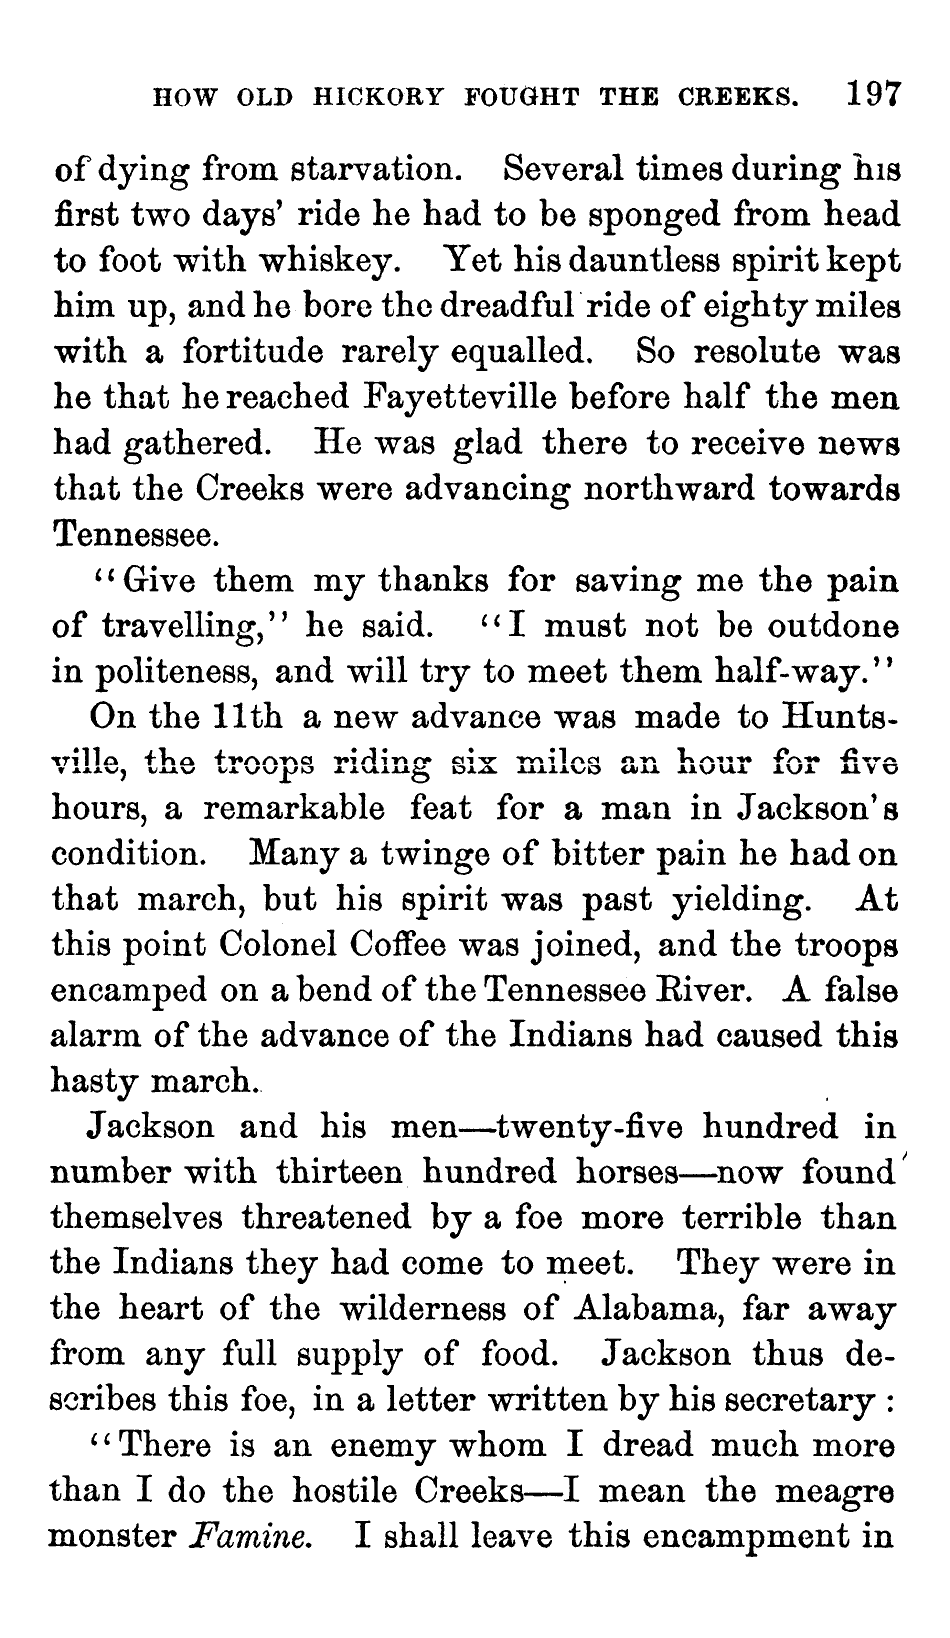 HOW OLD HICKORY FOUGHT THE CREEKS. 197
of dying from starvation. Several times during his
first two days' ride he had to be sponged from head
to foot with whiskey. Yet his dauntless spirit kept
him up, and he bore the dreadful ride of eighty miles
with a fortitude rarely equalled. So resolute was
he that he reached Fayetteville before half the men
had gathered. He was glad there to receive news
that the Creeks were advancing northward towards
Tennessee.
"Give them my thanks for saving me the pain
of travelling," he said. "I must not be outdone
in politeness, and will try to meet them half-way."
On the 11th a new advance was made to Hunts-
ville, the troops riding six miles an hour for five
hours, a remarkable feat for a man in Jackson's
condition. Many a twinge of bitter pain he had on
that march, but his spirit was past yielding. At
this point Colonel Coffee was joined, and the troops
encamped on a bend of the Tennessee River. A false
alarm of the advance of the Indians had caused this
hasty march.
Jackson and his men—twenty-five hundred in
number with thirteen hundred horses—now found
themselves threatened by a foe more terrible than
the Indians they had come to meet. They were in
the heart of the wilderness of Alabama, far away
from any full supply of food. Jackson thus de-
scribes this foe, in a letter written by his secretary :
"There is an enemy whom I dread much more
than I do the hostile Creeks—I mean the meagre
monster Famine. I shall leave this encampment in